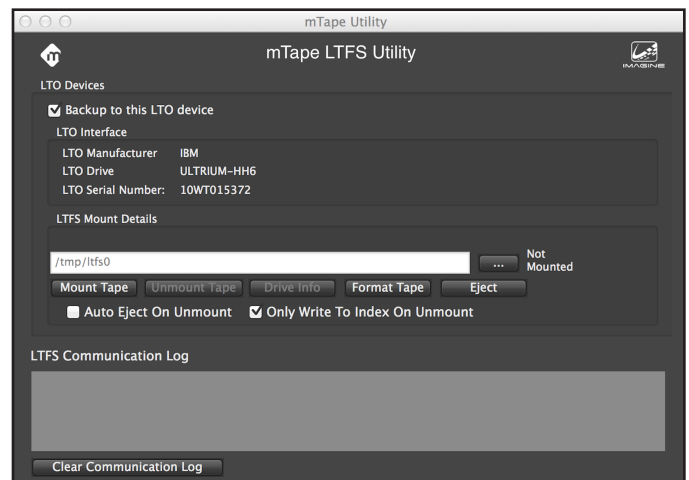 mTape Utility
m
mTape LTFS Utility
IMAGINE
LTO Devices
Backup to this LTO device
LTO Interface
LTO Manufacturer IBM
LTO Drive ULTRIUM-HH6
LTO Serial Number: 10WT015372
LTFS Mount Details
/tmp/ltfs0 ... Not
Mounted
Mount Tape Unmount Tape Drive Info Format Tape Eject
Auto Eject On Unmount Only Write To Index On Unmount
LTFS Communication Log
Clear Communication Log